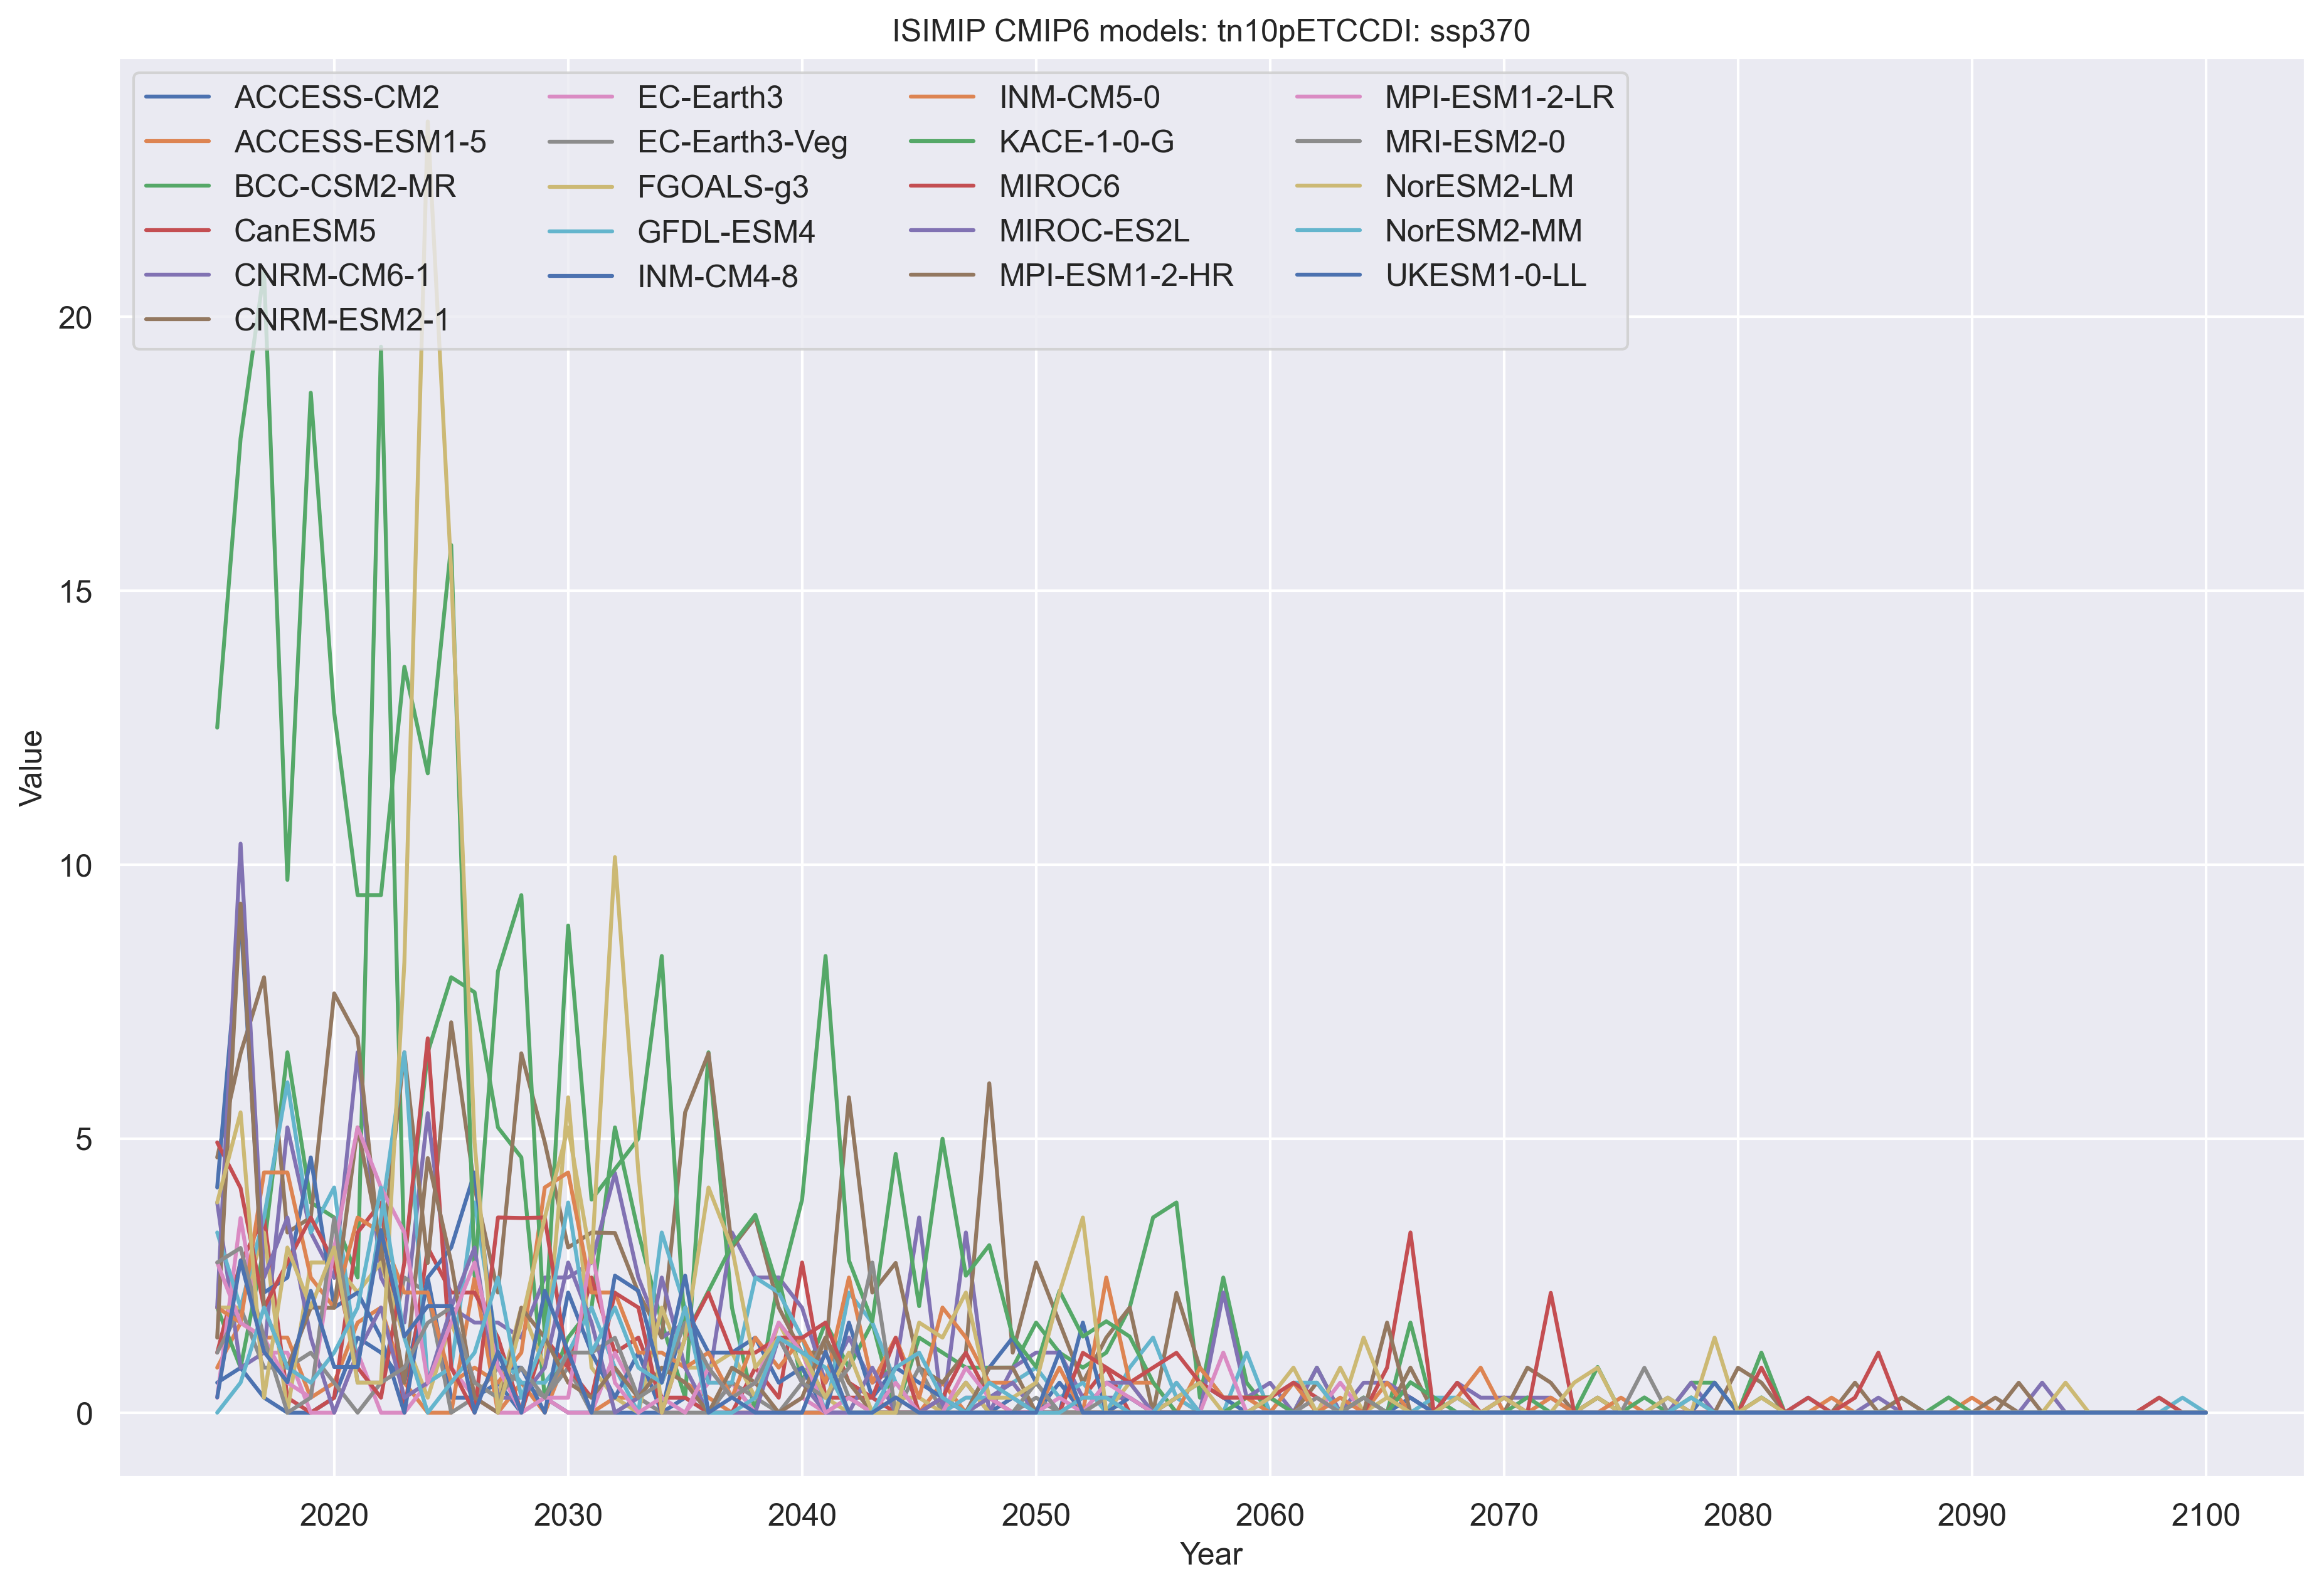 ISIMIP CMIP6 models: tn10pETCCDI: ssp370
ACCESS-CM2
ACCESS-ESM1-5
BCC-CSM2-MR
CanESM5
CNRM-CM6-1
CNRM-ESM2-1
EC-Earth3
EC-Earth3-Veg
FGOALS-g3
GFDL-ESM4
INM-CM4-8
INM-CM5-0
KACE-1-0-G
MIROC6
MIROC-ES2L
MPI-ESM1-2-HR
MPI-ESM1-2-LR
MRI-ESM2-0
NorESM2-LM
NorESM2-MM
UKESM1-0-LL
20
15
10
5
0
Value
2020 2030 2040 2050 2060 2070 2080 2090 2100
Year